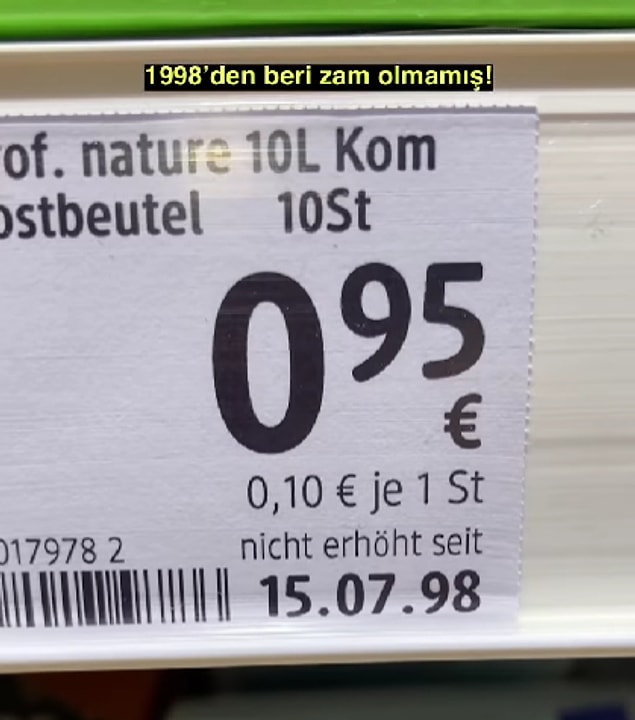 1998'den beri zam olmamış!
of. nature 10L Kom
ostbeutel 10St
0 95
€
0,10 € je 1 St
017978 2
nicht erhöht seit
15.07.98